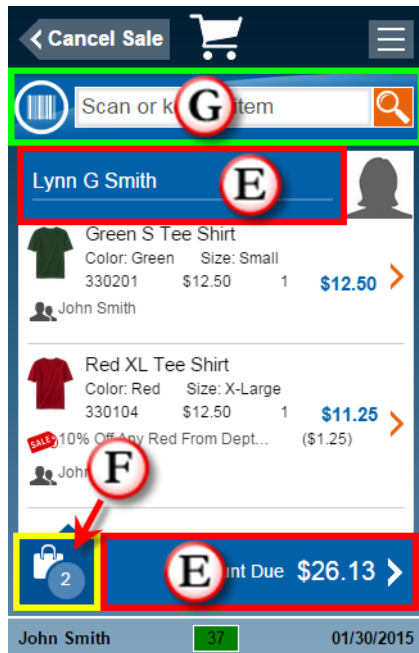 Cancel Sale
Scan or k G item
Lynn G Smith E
Green S Tee Shirt
Color: Green Size: Small
330201 $12.50 1 $12.50
John Smith
Red XL Tee Shirt
Color: Red Size: X-Large
330104 $12.50 1 $11.25
SALE 10% Off Any Red From Dept... ($1.25)
F
2 E Due $26.13
John Smith 37 01/30/2015